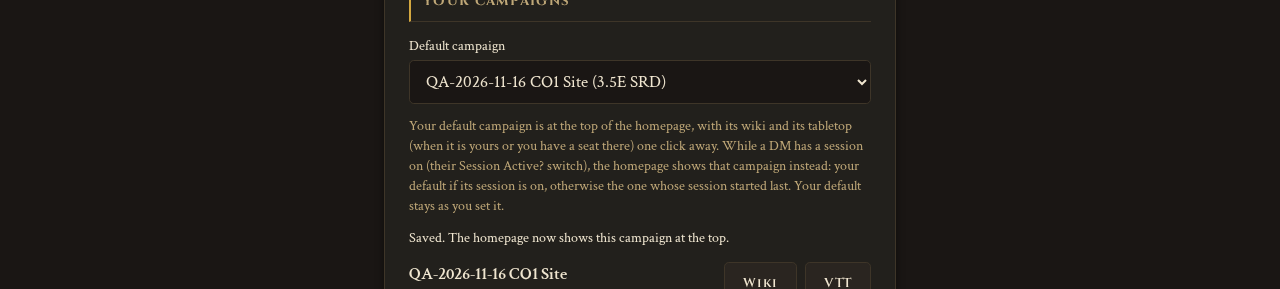 YOUR CAMPAIGNS
Default campaign
QA-2026-11-16 CO1 Site (3.5E SRD)
Your default campaign is at the top of the homepage, with its wiki and its tabletop
(when it is yours or you have a seat there) one click away. While a DM has a session
on (their Session Active? switch), the homepage shows that campaign instead: your
default if its session is on, otherwise the one whose session started last. Your default
stays as you set it.
Saved. The homepage now shows this campaign at the top.
QA-2026-11-16 CO1 Site
WIKI
VTT